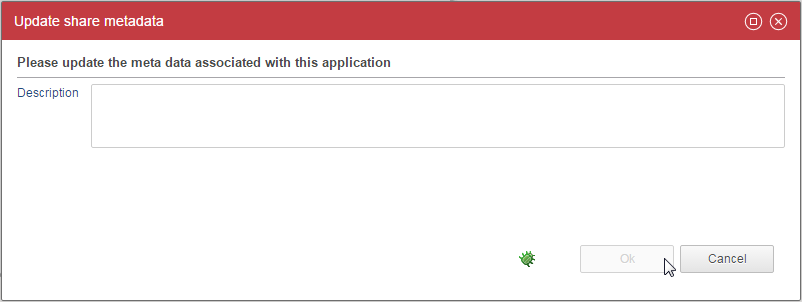 Update share metadata
Please update the meta data associated with this application
Description
Ok
Cancel